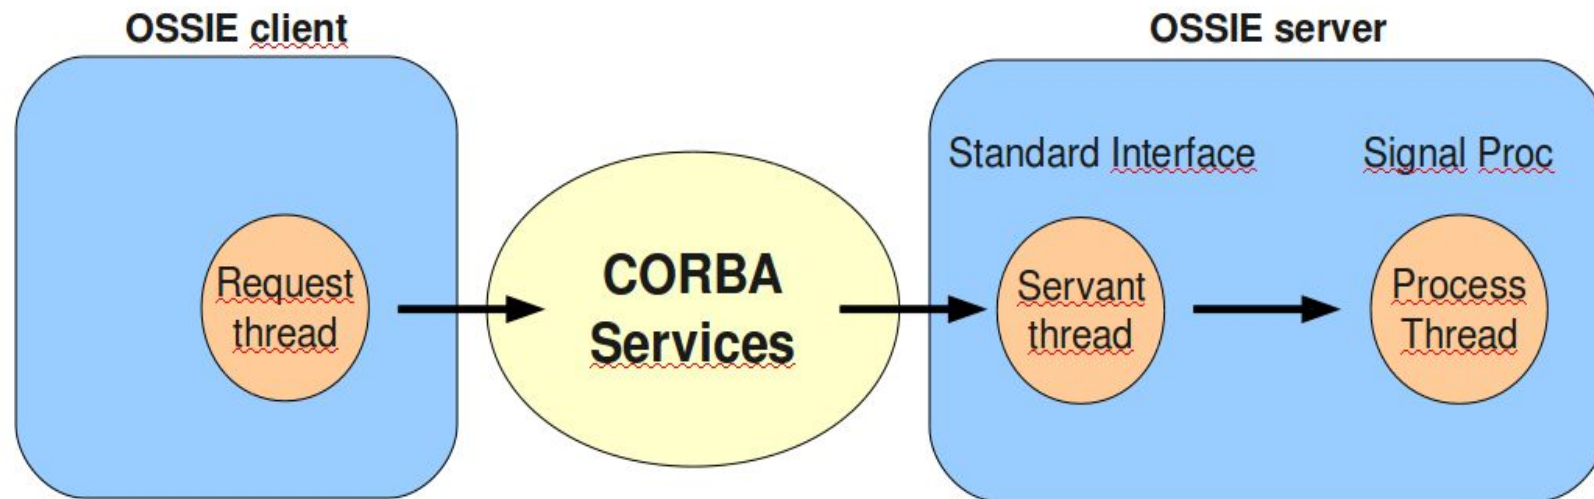 OSSIE client
OSSIE server
Standard Interface
Signal Proc
Request
thread
CORBA
Services
Servant
thread
Process
Thread